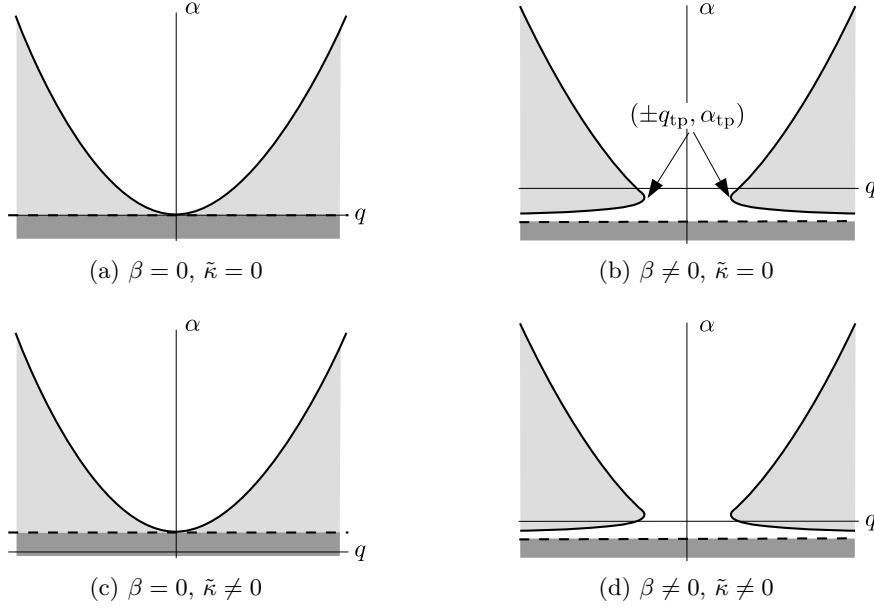 α
α
(±q_tp, α_tp)
q
q
(a) β = 0, κ̃ = 0
(b) β ≠ 0, κ̃ = 0
α
α
q
q
(c) β = 0, κ̃ ≠ 0
(d) β ≠ 0, κ̃ ≠ 0